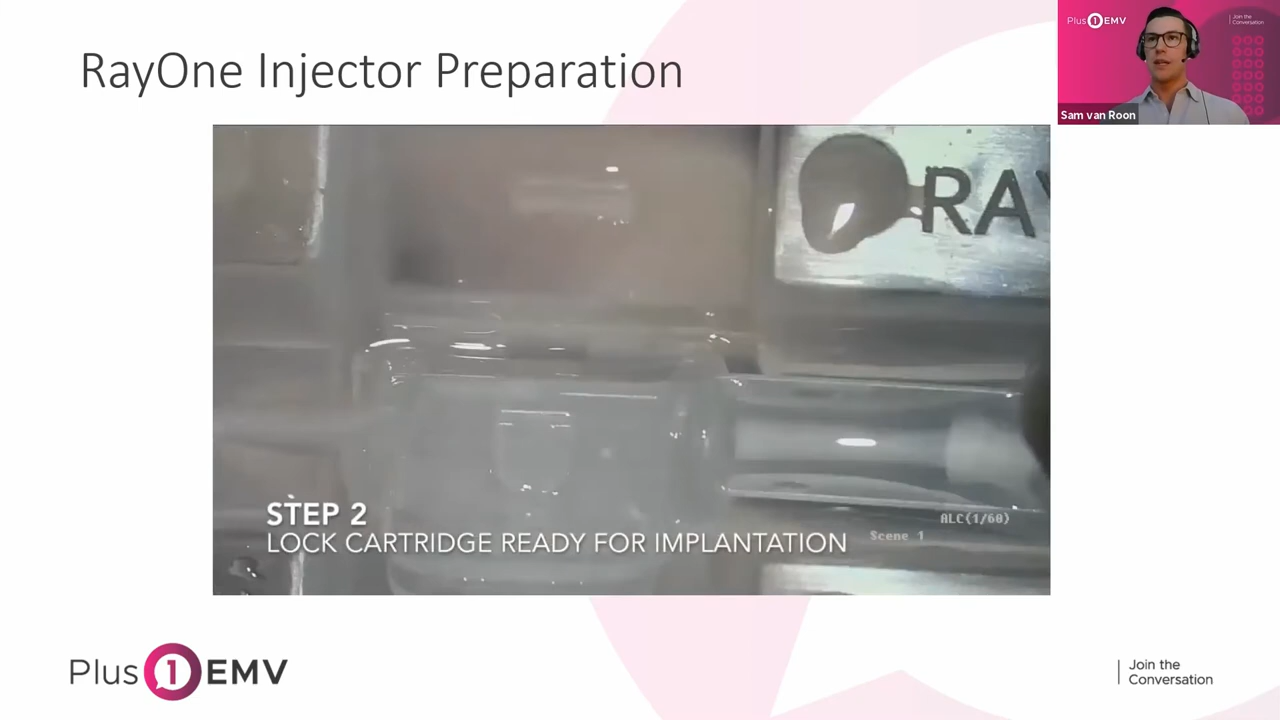 RayOne Injector Preparation
Plus 1 EMV
Join the
Conversation
Sam van Roon
RAY
STEP 2
LOCK CARTRIDGE READY FOR IMPLANTATION
ALC(1/60)
Scene 1
Plus 1 EMV
Join the
Conversation